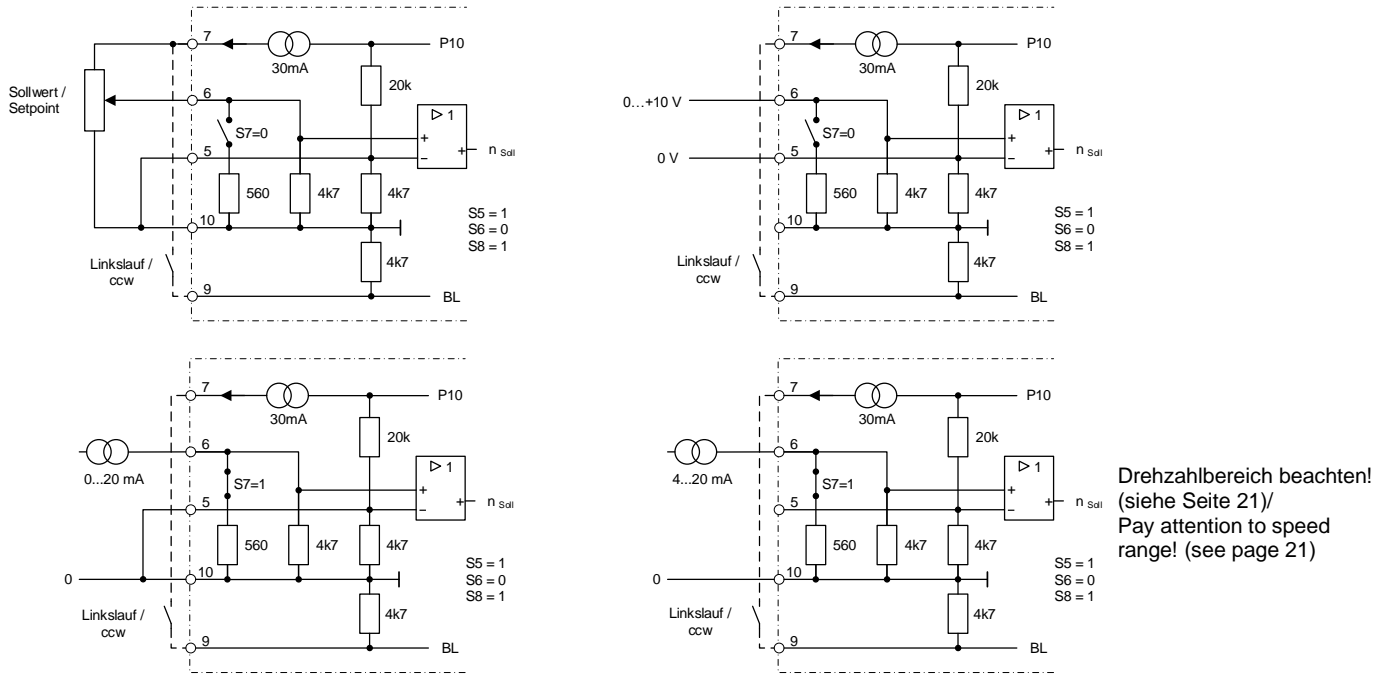 7
P10
30mA
Sollwert /
Setpoint
20k
6
▷ 1
S7=0
+
5
−
+
n Soll
560
4k7
4k7
10
S5 = 1
S6 = 0
S8 = 1
Linkslauf /
ccw
4k7
9
BL
7
P10
30mA
20k
0...+10 V
6
▷ 1
S7=0
+
0 V
5
−
+
n Soll
560
4k7
4k7
10
S5 = 1
S6 = 0
S8 = 1
Linkslauf /
ccw
4k7
9
BL
7
P10
30mA
20k
6
0...20 mA
▷ 1
S7=1
+
5
−
+
n Soll
560
4k7
4k7
0
10
S5 = 1
S6 = 0
S8 = 1
Linkslauf /
ccw
4k7
9
BL
7
P10
30mA
20k
6
4...20 mA
▷ 1
S7=1
+
5
−
+
n Soll
560
4k7
4k7
0
10
S5 = 1
S6 = 0
S8 = 1
Linkslauf /
ccw
4k7
9
BL
Drehzahlbereich beachten!
(siehe Seite 21)/
Pay attention to speed
range! (see page 21)